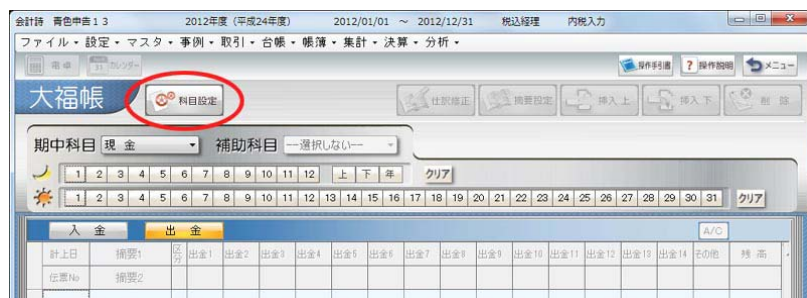 会計詩 青色申告13 2012年度（平成24年度） 2012/01/01 ～ 2012/12/31 税込経理 内税入力
ファイル・ 設定・ マスタ・ 事例・ 取引・ 台帳・ 帳簿・ 集計・ 決算・ 分析・
電卓 カレンダー 操作手引書 ? 操作説明 メニュー
大福帳 科目設定 仕訳修正 摘要設定 挿入上 挿入下 削除
期中科目 現 金 補助科目 --選択しない--
1 2 3 4 5 6 7 8 9 10 11 12 上 下 年 クリア
1 2 3 4 5 6 7 8 9 10 11 12 13 14 15 16 17 18 19 20 21 22 23 24 25 26 27 28 29 30 31 クリア
入 金 出 金 A/C
計上日 摘要1 区分 出金1 出金2 出金3 出金4 出金5 出金6 出金7 出金8 出金9 出金10 出金11 出金12 出金13 出金14 その他 残 高
伝票No 摘要2